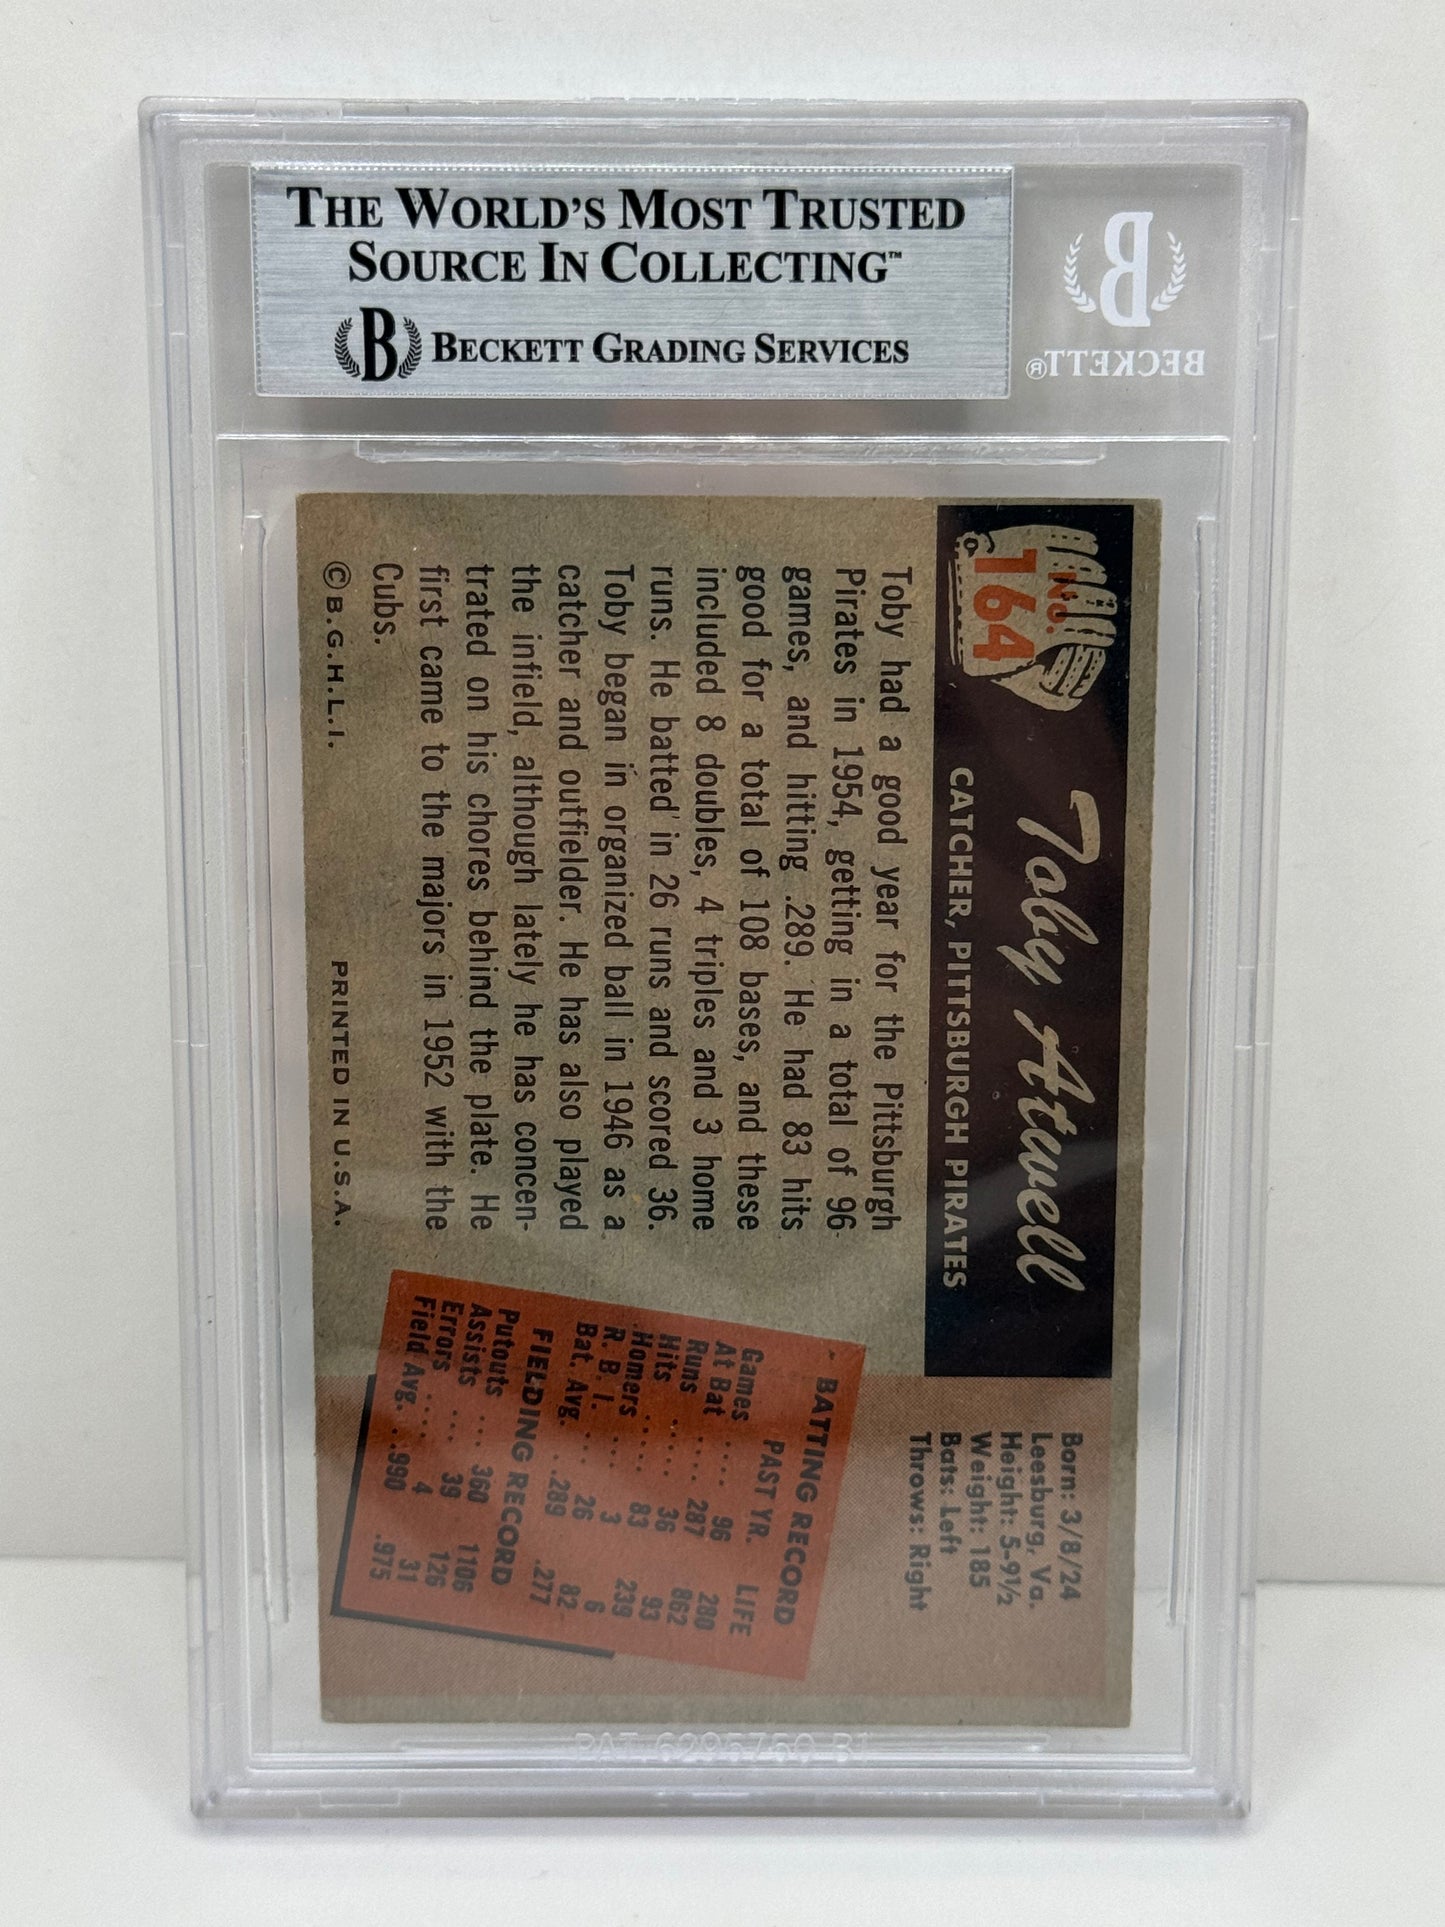 THE WORLD'S MOST TRUSTED
SOURCE IN COLLECTING™
B BECKETT GRADING SERVICES
B
BECKETT®
No.
164
Toby Atwell
CATCHER, PITTSBURGH PIRATES
Born: 3/8/24
Leesburg, Va.
Height: 5-9½
Weight: 185
Bats: Left
Throws: Right
Toby had a good year for the Pittsburgh
Pirates in 1954, getting in a total of 96
games, and hitting .289. He had 83 hits
good for a total of 108 bases, and these
included 8 doubles, 4 triples and 3 home
runs. He batted in 26 runs and scored 36.
Toby began in organized ball in 1946 as a
catcher and outfielder. He has also played
the infield, although lately he has concen-
trated on his chores behind the plate. He
first came to the majors in 1952 with the
Cubs.
© B.G.H.L.I. PRINTED IN U.S.A.
BATTING RECORD
PAST YR. LIFE
Games .... 96 280
At Bat .... 287 862
Runs ..... 36 93
Hits ..... 83 239
Homers ..... 3 6
R. B. I. ..... 26 82
Bat. Avg. ...289 .277
FIELDING RECORD
Putouts ... 360 1106
Assists ... 39 126
Errors .... 4 31
Field Avg. ...990 .975
PAT. 6295750 B1